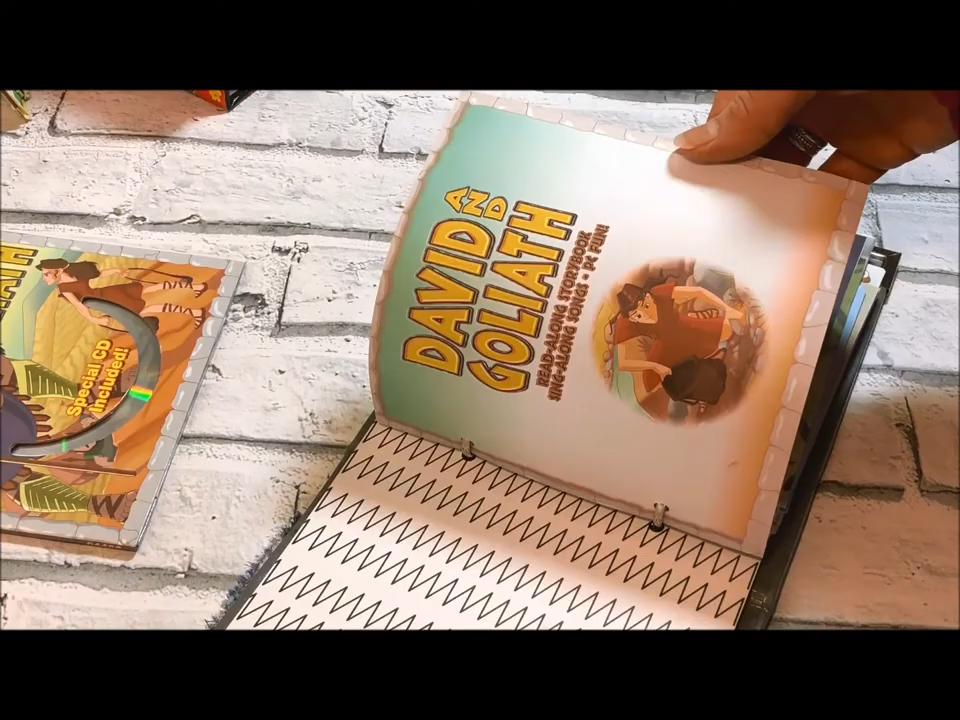 DAVID AND
GOLIATH
READ-ALONG STORYBOOK
SING-ALONG SONGS • PC FUN!
Special CD
Included!